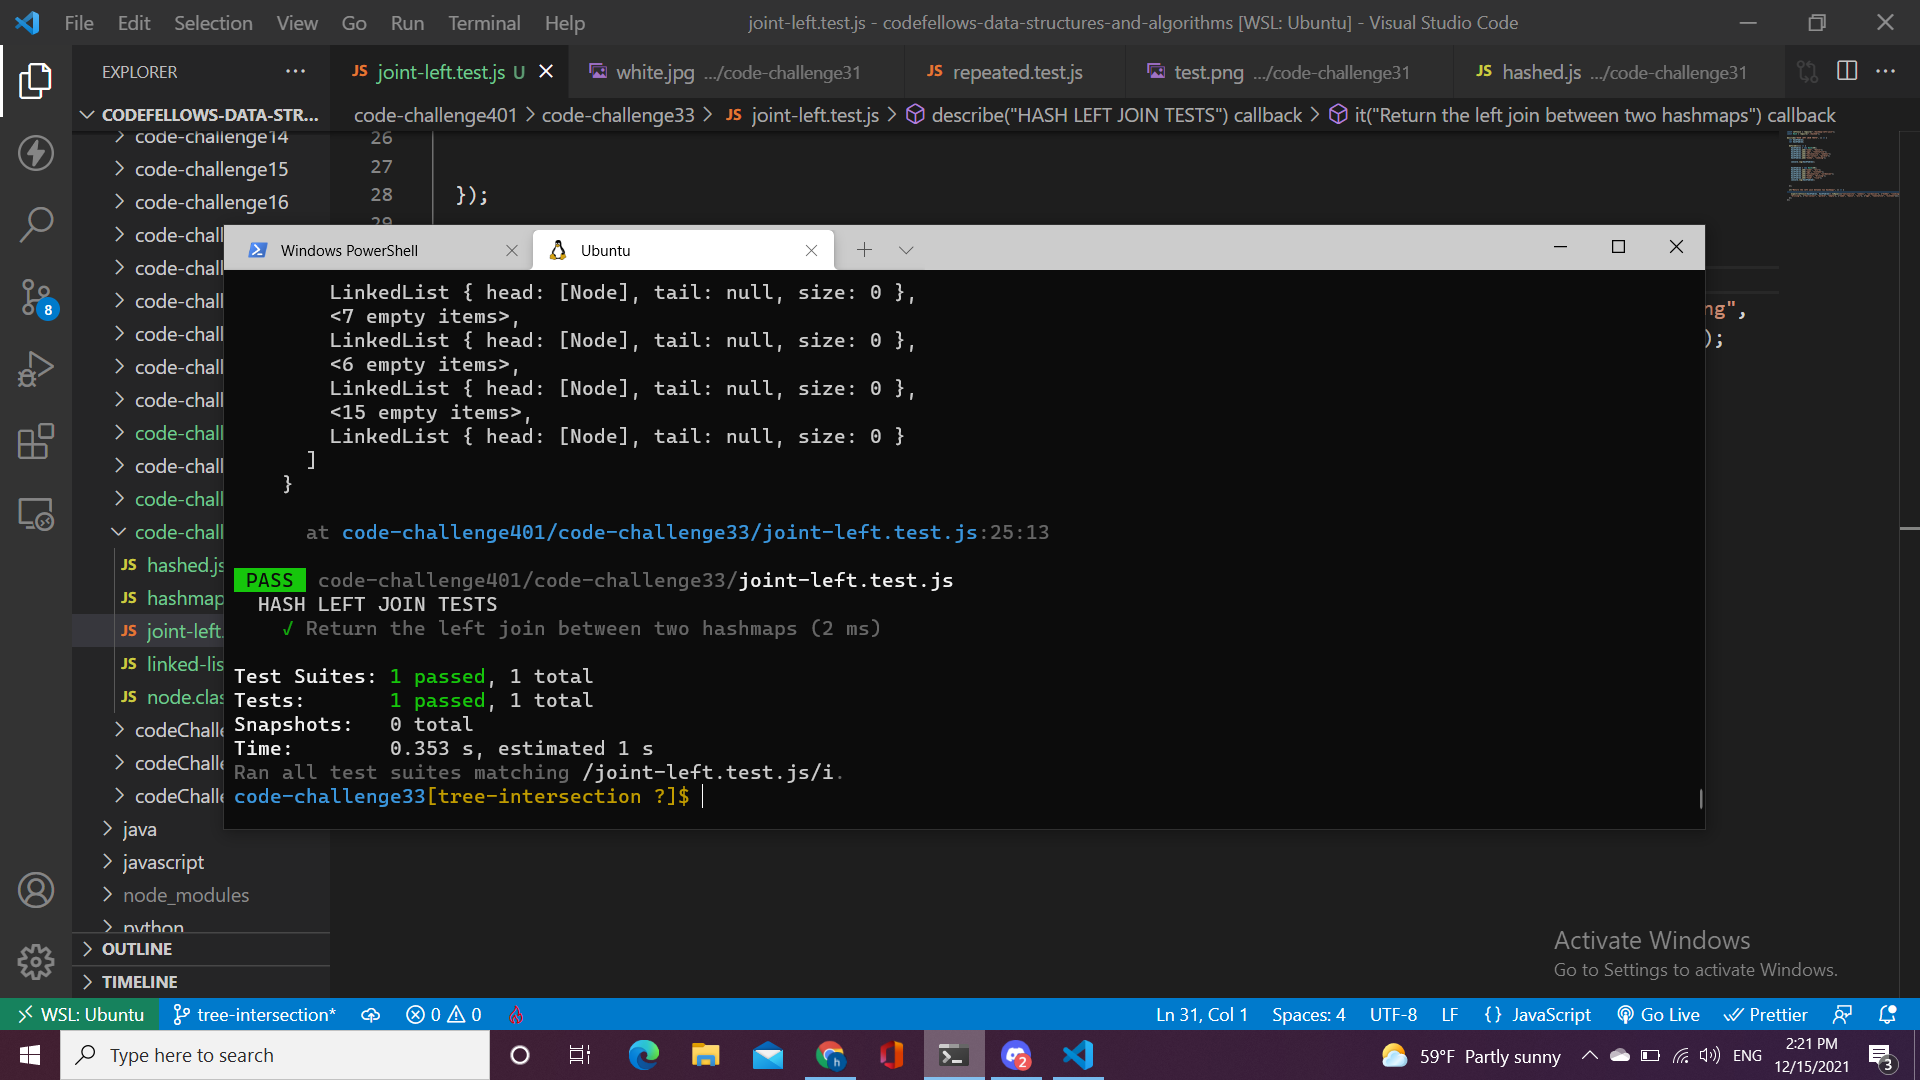 File Edit Selection View Go Run Terminal Help
joint-left.test.js - codefellows-data-structures-and-algorithms [WSL: Ubuntu] - Visual Studio Code
EXPLORER
JS joint-left.test.js U
white.jpg .../code-challenge31
JS repeated.test.js
test.png .../code-challenge31
JS hashed.js .../code-challenge31
CODEFELLOWS-DATA-STR...
code-challenge401 > code-challenge33 > JS joint-left.test.js > describe("HASH LEFT JOIN TESTS") callback > it("Return the left join between two hashmaps") callback
code-challenge14
code-challenge15
code-challenge16
code-chall
code-chall
code-chall
code-chall
code-chall
code-chall
code-chall
code-chall
code-chall
code-chall
JS hashed.js
JS hashmap
JS joint-left.
JS linked-lis
JS node.clas
codeChalle
codeChalle
codeChalle
java
javascript
node_modules
python
OUTLINE
TIMELINE
8
26
27
28 });
29
ng",
);
Windows PowerShell
Ubuntu
LinkedList { head: [Node], tail: null, size: 0 },
<7 empty items>,
LinkedList { head: [Node], tail: null, size: 0 },
<6 empty items>,
LinkedList { head: [Node], tail: null, size: 0 },
<15 empty items>,
LinkedList { head: [Node], tail: null, size: 0 }
]
}
at code-challenge401/code-challenge33/joint-left.test.js:25:13
PASS code-challenge401/code-challenge33/joint-left.test.js
HASH LEFT JOIN TESTS
√ Return the left join between two hashmaps (2 ms)
Test Suites: 1 passed, 1 total
Tests: 1 passed, 1 total
Snapshots: 0 total
Time: 0.353 s, estimated 1 s
Ran all test suites matching /joint-left.test.js/i.
code-challenge33[tree-intersection ?]$
Activate Windows
Go to Settings to activate Windows.
WSL: Ubuntu tree-intersection* 0 0
Ln 31, Col 1 Spaces: 4 UTF-8 LF {} JavaScript Go Live Prettier
Type here to search
2
59°F Partly sunny
ENG
2:21 PM
12/15/2021
3